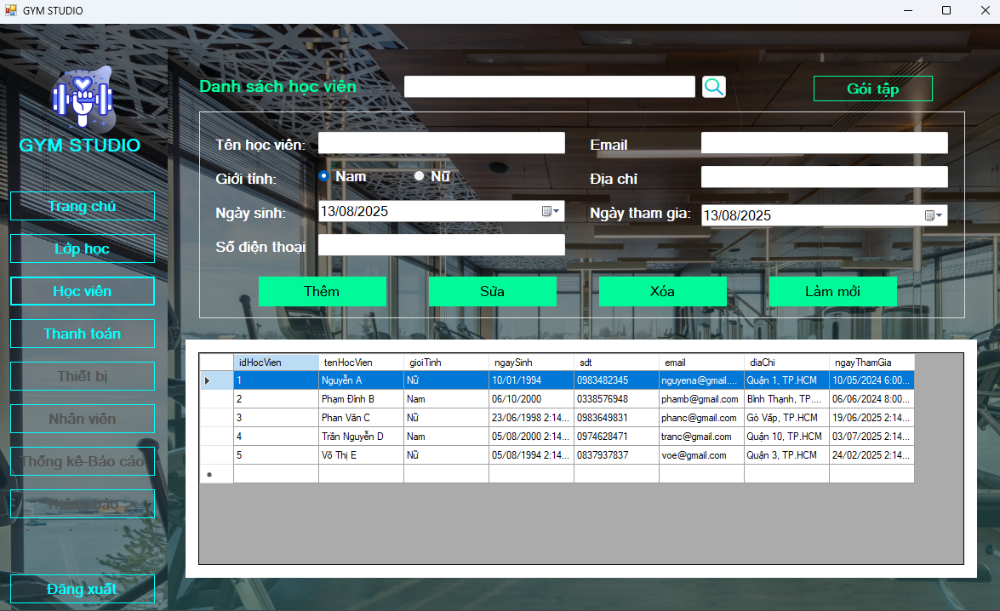 GYM STUDIO
GYM STUDIO
Trang chủ
Lớp học
Học viên
Thanh toán
Thiết bị
Nhân viên
Thống kê-Báo cáo
Thông báo
Đăng xuất
Danh sách học viên
Gói tập
Tên học viên:
Email
Giới tính:
Nam
Nữ
Địa chỉ
Ngày sinh:
13/08/2025
Ngày tham gia:
13/08/2025
Số điện thoại
Thêm
Sửa
Xóa
Làm mới
idHocVien tenHocVien gioiTinh ngaySinh sdt email diaChi ngayThamGia
1 Nguyễn A Nữ 10/01/1994 0983482345 nguyena@gmail.... Quận 1, TP.HCM 10/05/2024 6:00...
2 Phạm Đình B Nam 06/10/2000 0338576948 phamb@gmail.com Bình Thạnh, TP.... 06/06/2024 8:00...
3 Phan Văn C Nữ 23/06/1998 2:14... 0983649831 phanc@gmail.com Gò Vấp, TP.HCM 19/06/2025 2:14...
4 Trần Nguyễn D Nam 05/08/2000 2:14... 0974628471 tranc@gmail.com Quận 10, TP.HCM 03/07/2025 2:14...
5 Võ Thị E Nữ 05/08/1994 2:14... 0837937837 voe@gmail.com Quận 3, TP.HCM 24/02/2025 2:14...